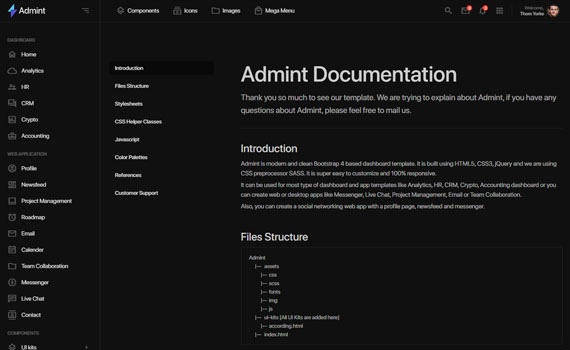 Admint
Components
Icons
Images
Mega Menu
Welcome,
Thom Yorke
DASHBOARD
Home
Analytics
HR
CRM
Crypto
Accounting
WEB APPLICATION
Profile
Newsfeed
Project Management
Roadmap
Email
Calender
Team Collaboration
Messenger
Live Chat
Contact
COMPONENTS
UI kits
Introduction
Files Structure
Stylesheets
CSS Helper Classes
Javascript
Color Palettes
References
Customer Support
Admint Documentation
Thank you so much to see our template. We are trying to explain about Admint, if you have any
questions about Admint, please feel free to mail us.
Introduction
Admint is modern and clean Bootstrap 4 based dashboard template. It is built using HTML5, CSS3, jQuery and we are using
CSS preprocessor SASS. It is super easy to customize and 100% responsive.
It can be used for most type of dashboard and app templates like Analytics, HR, CRM, Crypto, Accounting dashboard or you
can create web or desktop apps like Messenger, Live Chat, Project Management, Email or Team Collaboration.
Also, you can create a social networking web app with a profile page, newsfeed and messenger.
Files Structure
Admint
|-- assets
|-- css
|-- scss
|-- fonts
|-- img
|-- js
|-- ui-kits (All UI Kits are added here)
|-- according.html
|-- index.html